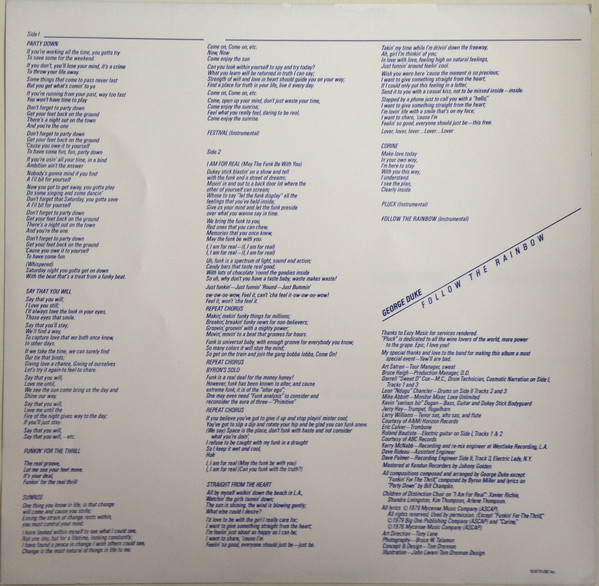 Side 1
PARTY DOWN
If you're working all the time, you gotta try
To save some for the weekend
If you don't, you'll lose your mind, it's a crime
To throw your life away
Some things that come to pass never last
But you get what's comin' to ya
If you're running from your past, way too fast
You won't have time to play
Don't forget to party down
Get your feet back on the ground
There's a night out on the town
And you're the one
Don't forget to party down
Get your feet back on the ground
'Cause you owe it to yourself
To have some fun, fun, party down
If you're usin' all your time, in a bind
Ambition ain't the answer
Nobody's gonna mind if you find
A l'il bit for yourself
Now you got to get away, you gotta play
Do some singing and some dancin'
Don't forget that Saturday, you gotta save
A l'il bit for yourself
Don't forget to party down
Get your feet back on the ground
There's a night out on the town
And you're the one.
Don't forget to party down
Get your feet back on the ground
'Cause you owe it to yourself
To have some fun
(Whispered)
Saturday night you gotta get on down
With the beat that's a treat from a funky beat.
SAY THAT YOU WILL
Say that you will;
I Love you still;
I'll always love the look in your eyes,
Those eyes that smile.
Say that you'll stay,
We'll find a way,
To capture love that we both once knew,
In other days.
If we take the time, we can surely find
Our tie that binds,
Giving love a chance, Giving of ourselves
Let's try it again to feel to share.
Say that you will,
Love me until,
We see the sun come bring us the day and
Shine our way.
Say that you will,
Love me until the
Fire of the night gives way to the day;
If you'll just stay.
Say that you will,
Say that you will, – etc.
FUNKIN' FOR THE THRILL
The real groove,
Let me see your feet move.
It's your deal,
Funkin' for the real thrill
SUNRISE
One thing you know in life, is that change
will come and cause you strife;
Easing the strain of change roots within,
you must control your mind.
I have looked within myself to see what I could see,
Not one lie, but for a lifetime, looking constantly,
I have found a peace in change I wish others could see,
Change is the most natural of things in life to me.
Come on, Come on, etc.
Now, Now
Come enjoy the sun
Can you look within yourself to spy and try today?
What you learn will be returned in truth I can say;
Strength of will and love in heart should guide you on your way;
Find a place for truth in your life, live it every day
Come on, Come on, etc.
Come, open up your mind, don't just waste your time,
Come enjoy the sunrise;
Feel what you really feel, daring to be real,
Come enjoy the sunrise.
FESTIVAL (Instrumental)
Side 2
I AM FOR REAL (May The Funk Be With You)
Dukey stick blastin' on a show and tell
with the funk and a street of dreams;
Movin' in and out to a back door let where the
other of yourself can scream;
Whose to say "let the funk display" all the
feelings that you'd held inside;
Give us your mind and let the funk preside
over what you wanna say in time.
We bring the funk to you,
Red ones that you can chew,
Memories that you once knew,
May the funk be with you.
I, I am for real–I, I am for real,
I, I am for real–I, I am for real!
Uh, funk is a spectrum of light, sound and action;
Candy bars that taste real good,
With lots of chocolate 'round the goodies inside
So uh, why don't you have a taste baby, waste makes waste!
Just funkin'–Just funnin' 'Round–Just Bummin'
ow-ow-oo-wow, Feel it, can't 'cha feel it ow-ow-oo-wow!
Feel it, won't 'cha feel it.
REPEAT CHORUS
Makin', makin' funky things for millions;
Breakin', breakin' funky news for non-believers;
Groovin', groovin' with a mighty power;
Movin', movin' to a beat that grooves for hours.
Funk is universal baby, with enough groove for everybody you know;
So many colors it will stun the mind;
So get on the train and join the gang bobba lobba, Come On!
REPEAT CHORUS
BYRON'S SOLO
Funk is a real deal for the money honey!
However, funk has been known to alter; and cause
extreme funk, it is of the "alter ego";
One may even need "Funk analysis" to consider and
reconsider the aura of three–"Primitive"
REPEAT CHORUS
If you believe you've got to give it up and stop playin' mister cool,
You've got to slip a dip and rotate your hip and be glad you can funk knew.
(We say) Space is the place, don't funk with haste and not consider
what you're doin',
I refuse to be caught with my funk in a draught
So I keep it wet and cool,
Hah
I, I am for real (May the funk be with you)
I, I am for real (Can you funk with the truth?)
STRAIGHT FROM THE HEART
All by myself walkin' down the beach in L.A.,
Watchin' the girls tannin' down;
The sun is shining, the wind is blowing gently,
What else could I desire?
I'd love to be with the girl I really care for;
I want to give something straight from the heart;
I'm feelin' just about as happy as I can be;
I want to share, 'cause I'm
Feelin' so good, everyone should just be–just be.
Takin' my time while I'm drivin' down the freeway,
Ah, girl I'm thinkin' of you;
In love with love, feeling high on natural feelings,
Just funnin' around feelin' cool.
Wish you were here 'cause the moment is so precious;
I want to give something straight from the heart;
If I could only put this feeling in a letter,
Send it to you with a casual kiss, not to be missed inside–inside.
Stopped by a phone just to call you with a "hello,"
I want to give something straight from the heart;
I'm lovin' life with a smile that's on my face;
I want to share, 'cause I'm
Feelin' so good, everyone should just be–this free.
Lover, lover, lover...Lover...Lover
CORINE
Make love today
In your own way,
I'm here to stay
With you this way,
I understand
I see the plan,
Clearly inside
PLUCK (Instrumental)
FOLLOW THE RAINBOW (Instrumental)
GEORGE DUKE
FOLLOW THE RAINBOW
Thanks to Easy Music for services rendered.
"Pluck" is dedicated to all the wine lovers of the world, mare power
to the grape. Epic, I love you!
My special thanks and love to the band for making this album a most
special event–Yew'll are bad.
Art Satren – Tour Manager, sweat
Bruce Heigh – Production Manager, O.D.
Darrell "Sweet D" Cox – M.C., Drum Technician, Cosmic Narration on Side I,
Tracks 1 and 3
Leon "Ndugu" Chancler – Drums on Side II Tracks 2 and 3
Mike Abbott – Monitor Mixer, Love Unlimited
Kevin "various biz" Dugan – Bass, Guitar and Dukey Stick Bodyguard
Jerry Hey – Trumpet, flugelhorn
Larry Williams – Tenor sax, alto sax, and flute
Courtesy of A&M Horizon Records
Eric Culver – Trombone
Roland Bautista – Electric guitar on Side I, Tracks 1 & 2
Courtesy of ABC Records
Kerry McNabb – Recording and re-mix engineer at Westlake Recording, L.A.
Dave Rideau – Assistant Engineer
Dave Palmer – Recording Engineer Side II, Track 3, Electric Lady, N.Y.
Mastered at Kendun Recorders by Johnny Golden
All compositions composed and arranged by George Duke except
"Funkin' For The Thrill," composed by Byron Miller and lyrics on
"Party Down" by Bill Champlin.
Children of Distinction Choir on "I Am For Real": Xavier Richie,
Shandra Livingston, Kim Thompson, Arlene Thompson.
All lyrics © 1979 Mycenae Music Company (ASCAP)
All rights reserved. Used by permission. (Except "Funkin' For The Thrill,"
©1979 Big One Publishing Company (ASCAP) and "Corine,"
©1978 Mycenae Music Company (ASCAP))
Art Direction – Tony Lane
Photography – Bruce W. Talamon
Concept & Design – Tom Drennon
Illustration – John Lawani/Tom Drennon Design